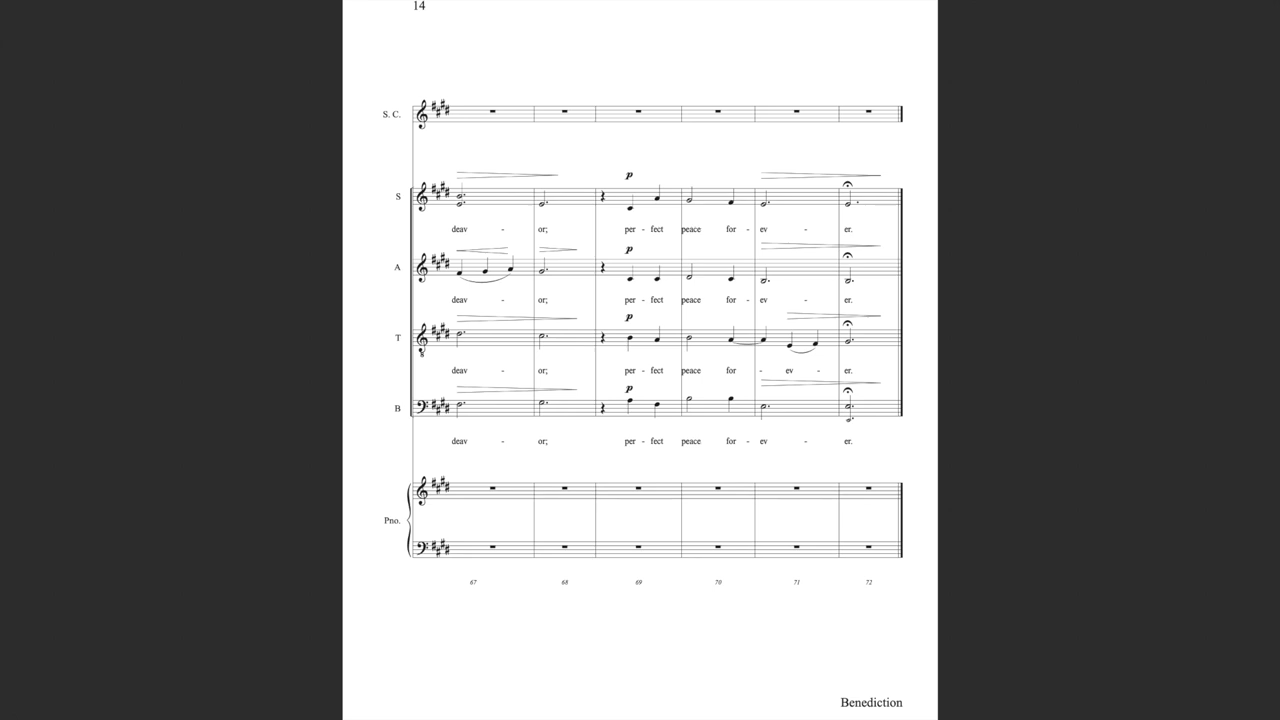 14
S. C.
p
S
deav - or; per - fect peace for - ev - er.
p
A
deav - or; per - fect peace for - ev - er.
p
T
8
deav - or; per - fect peace for - ev - er.
p
B
deav - or; per - fect peace for - ev - er.
Pno.
67 68 69 70 71 72
Benediction